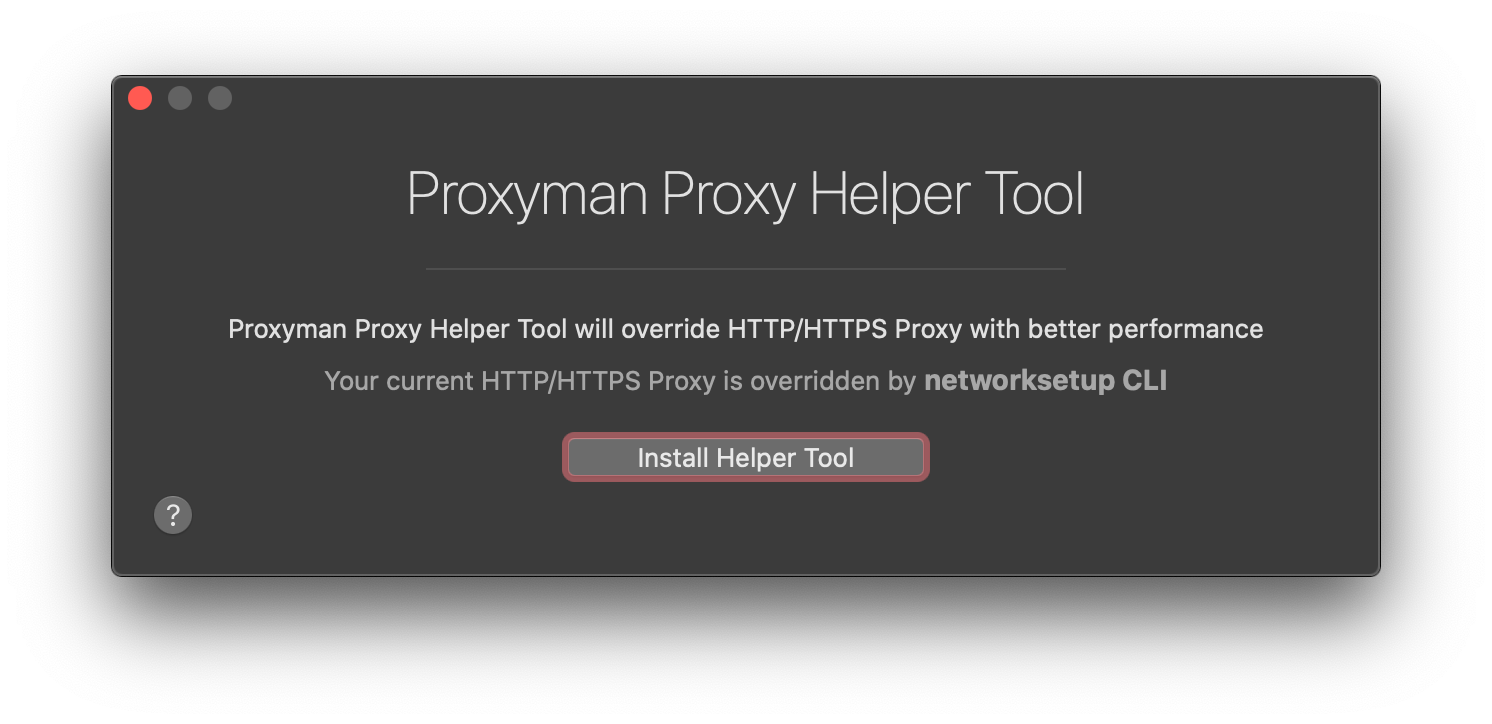 Proxyman Proxy Helper Tool
Proxyman Proxy Helper Tool will override HTTP/HTTPS Proxy with better performance
Your current HTTP/HTTPS Proxy is overridden by networksetup CLI
Install Helper Tool
?